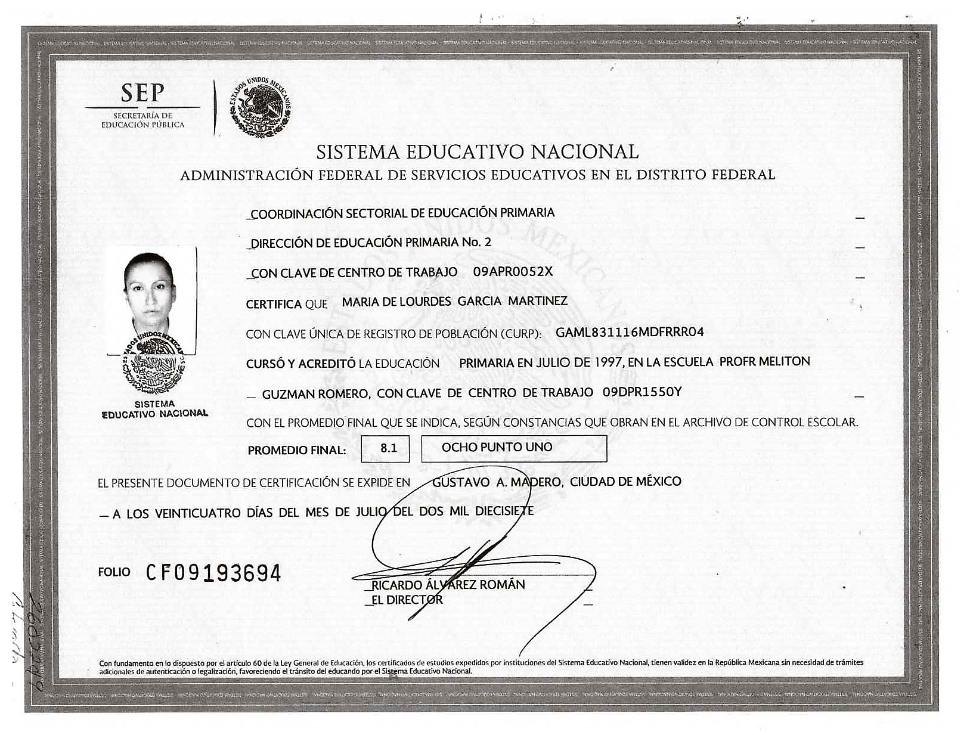 SEP
SECRETARÍA DE
EDUCACIÓN PÚBLICA
ESTADOS UNIDOS MEXICANOS
SISTEMA EDUCATIVO NACIONAL
ADMINISTRACIÓN FEDERAL DE SERVICIOS EDUCATIVOS EN EL DISTRITO FEDERAL
COORDINACIÓN SECTORIAL DE EDUCACIÓN PRIMARIA
DIRECCIÓN DE EDUCACIÓN PRIMARIA No. 2
CON CLAVE DE CENTRO DE TRABAJO 09APR0052X
CERTIFICA QUE MARIA DE LOURDES GARCIA MARTINEZ
CON CLAVE ÚNICA DE REGISTRO DE POBLACIÓN (CURP): GAML831116MDFRRR04
CURSÓ Y ACREDITÓ LA EDUCACIÓN PRIMARIA EN JULIO DE 1997, EN LA ESCUELA PROFR MELITON
GUZMAN ROMERO, CON CLAVE DE CENTRO DE TRABAJO 09DPR1550Y
ESTADOS UNIDOS MEXICANOS
SISTEMA
EDUCATIVO NACIONAL
CON EL PROMEDIO FINAL QUE SE INDICA, SEGÚN CONSTANCIAS QUE OBRAN EN EL ARCHIVO DE CONTROL ESCOLAR.
PROMEDIO FINAL: 8.1 OCHO PUNTO UNO
EL PRESENTE DOCUMENTO DE CERTIFICACIÓN SE EXPIDE EN GUSTAVO A. MADERO, CIUDAD DE MÉXICO
A LOS VEINTICUATRO DÍAS DEL MES DE JULIO DEL DOS MIL DIECISIETE
FOLIO CF09193694
RICARDO ÁLVAREZ ROMÁN
EL DIRECTOR
Con fundamento en lo dispuesto por el artículo 60 de la Ley General de Educación, los certificados de estudios expedidos por instituciones del Sistema Educativo Nacional, tienen validez en la República Mexicana sin necesidad de trámites
adicionales de autenticación o legalización, favoreciendo el tránsito del educando por el Sistema Educativo Nacional.